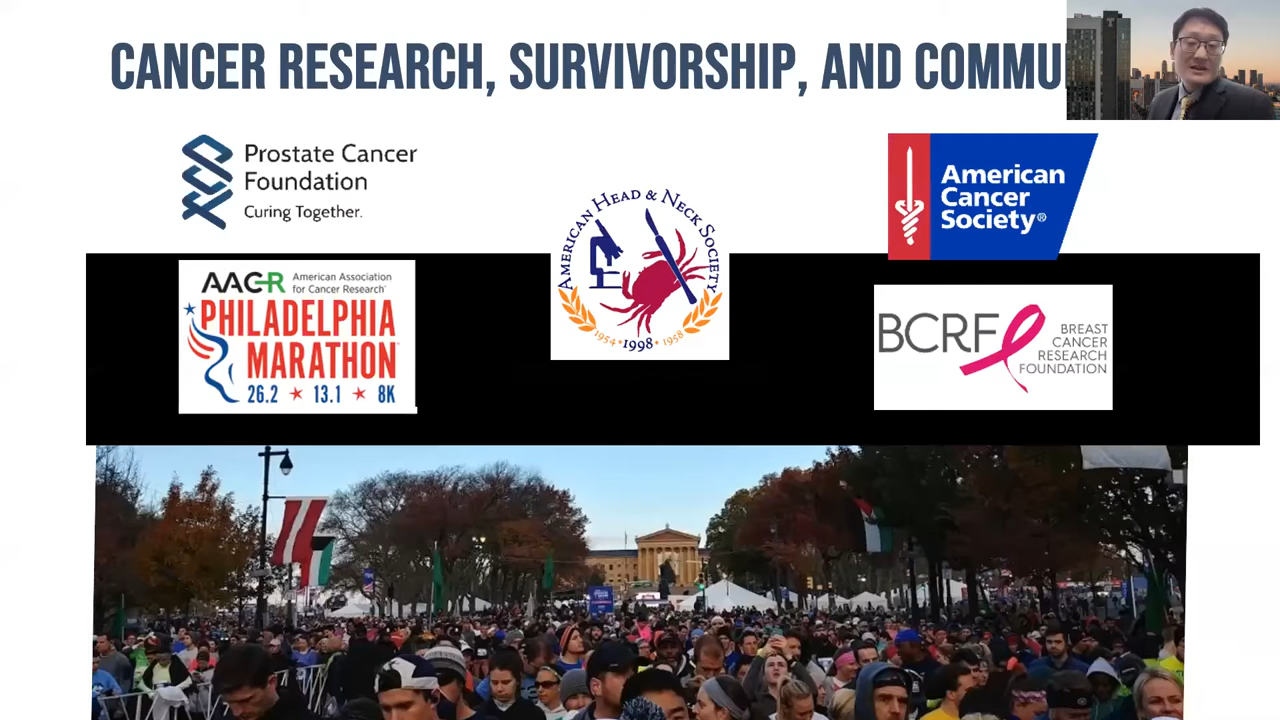 CANCER RESEARCH, SURVIVORSHIP, AND COMMU
Prostate Cancer
Foundation
Curing Together.
American
Cancer
Society®
AMERICAN HEAD & NECK SOCIETY
1954 * 1998 * 1958
AACR American Association
for Cancer Research
PHILADELPHIA
MARATHON
26.2 ★ 13.1 ★ 8K
BCRF BREAST
CANCER
RESEARCH
FOUNDATION
T